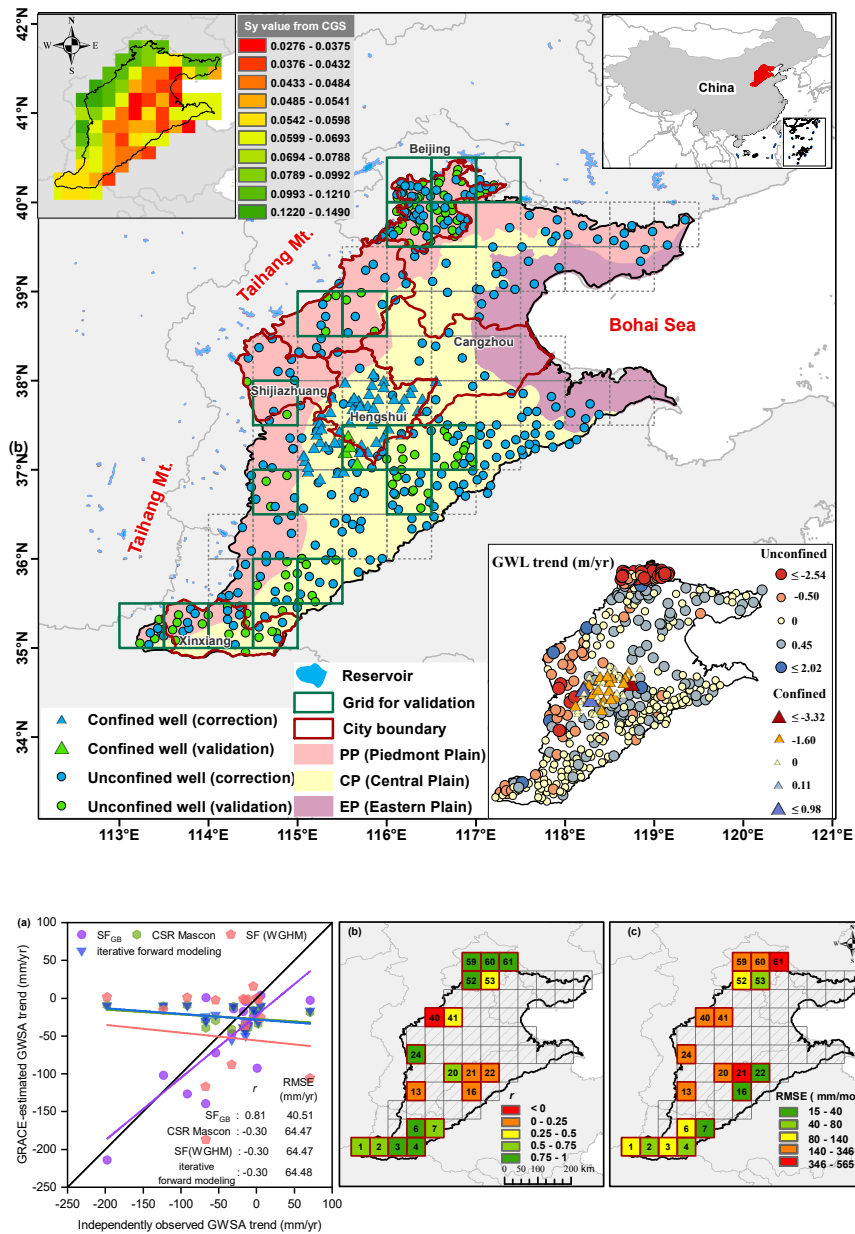 42°N
41°N
40°N
39°N
38°N
37°N
36°N
35°N
34°N
113°E
114°E
115°E
116°E
117°E
118°E
119°E
120°E
121°E
N
W
E
S
Sy value from CGS
0.0276 - 0.0375
0.0376 - 0.0432
0.0433 - 0.0484
0.0485 - 0.0541
0.0542 - 0.0598
0.0599 - 0.0693
0.0694 - 0.0788
0.0789 - 0.0992
0.0993 - 0.1210
0.1220 - 0.1490
China
Beijing
Taihang Mt.
Bohai Sea
Cangzhou
Shijiazhuang
Hengshui
(b)
Taihang Mt.
Xinxiang
GWL trend (m/yr)
Unconfined
≤ -2.54
-0.50
0
0.45
≤ 2.02
Confined
≤ -3.32
-1.60
0
0.11
≤ 0.98
Reservoir
Grid for validation
City boundary
PP (Piedmont Plain)
CP (Central Plain)
EP (Eastern Plain)
Confined well (correction)
Confined well (validation)
Unconfined well (correction)
Unconfined well (validation)
(a)
SFGB
CSR Mascon
SF (WGHM)
iterative forward modeling
GRACE-estimated GWSA trend (mm/yr)
100
50
0
-50
-100
-150
-200
-250
-200
-150
-100
-50
0
50
100
Independently observed GWSA trend (mm/yr)
r
RMSE
(mm/yr)
SFGB : 0.81 40.51
CSR Mascon : -0.30 64.47
SF(WGHM) : -0.30 64.47
iterative
forward modeling : -0.30 64.48
(b)
59 60 61
52 53
40 41
24
20 21 22
13 16
6 7
1 2 3 4
r
< 0
0 - 0.25
0.25 - 0.5
0.5 - 0.75
0.75 - 1
0 50 100 200 km
(c)
N
59 60 61
52 53
40 41
24
20 21 22
13 16
6 7
1 2 3 4
RMSE ( mm/mo
15 - 40
40 - 80
80 - 140
140 - 346
346 - 565